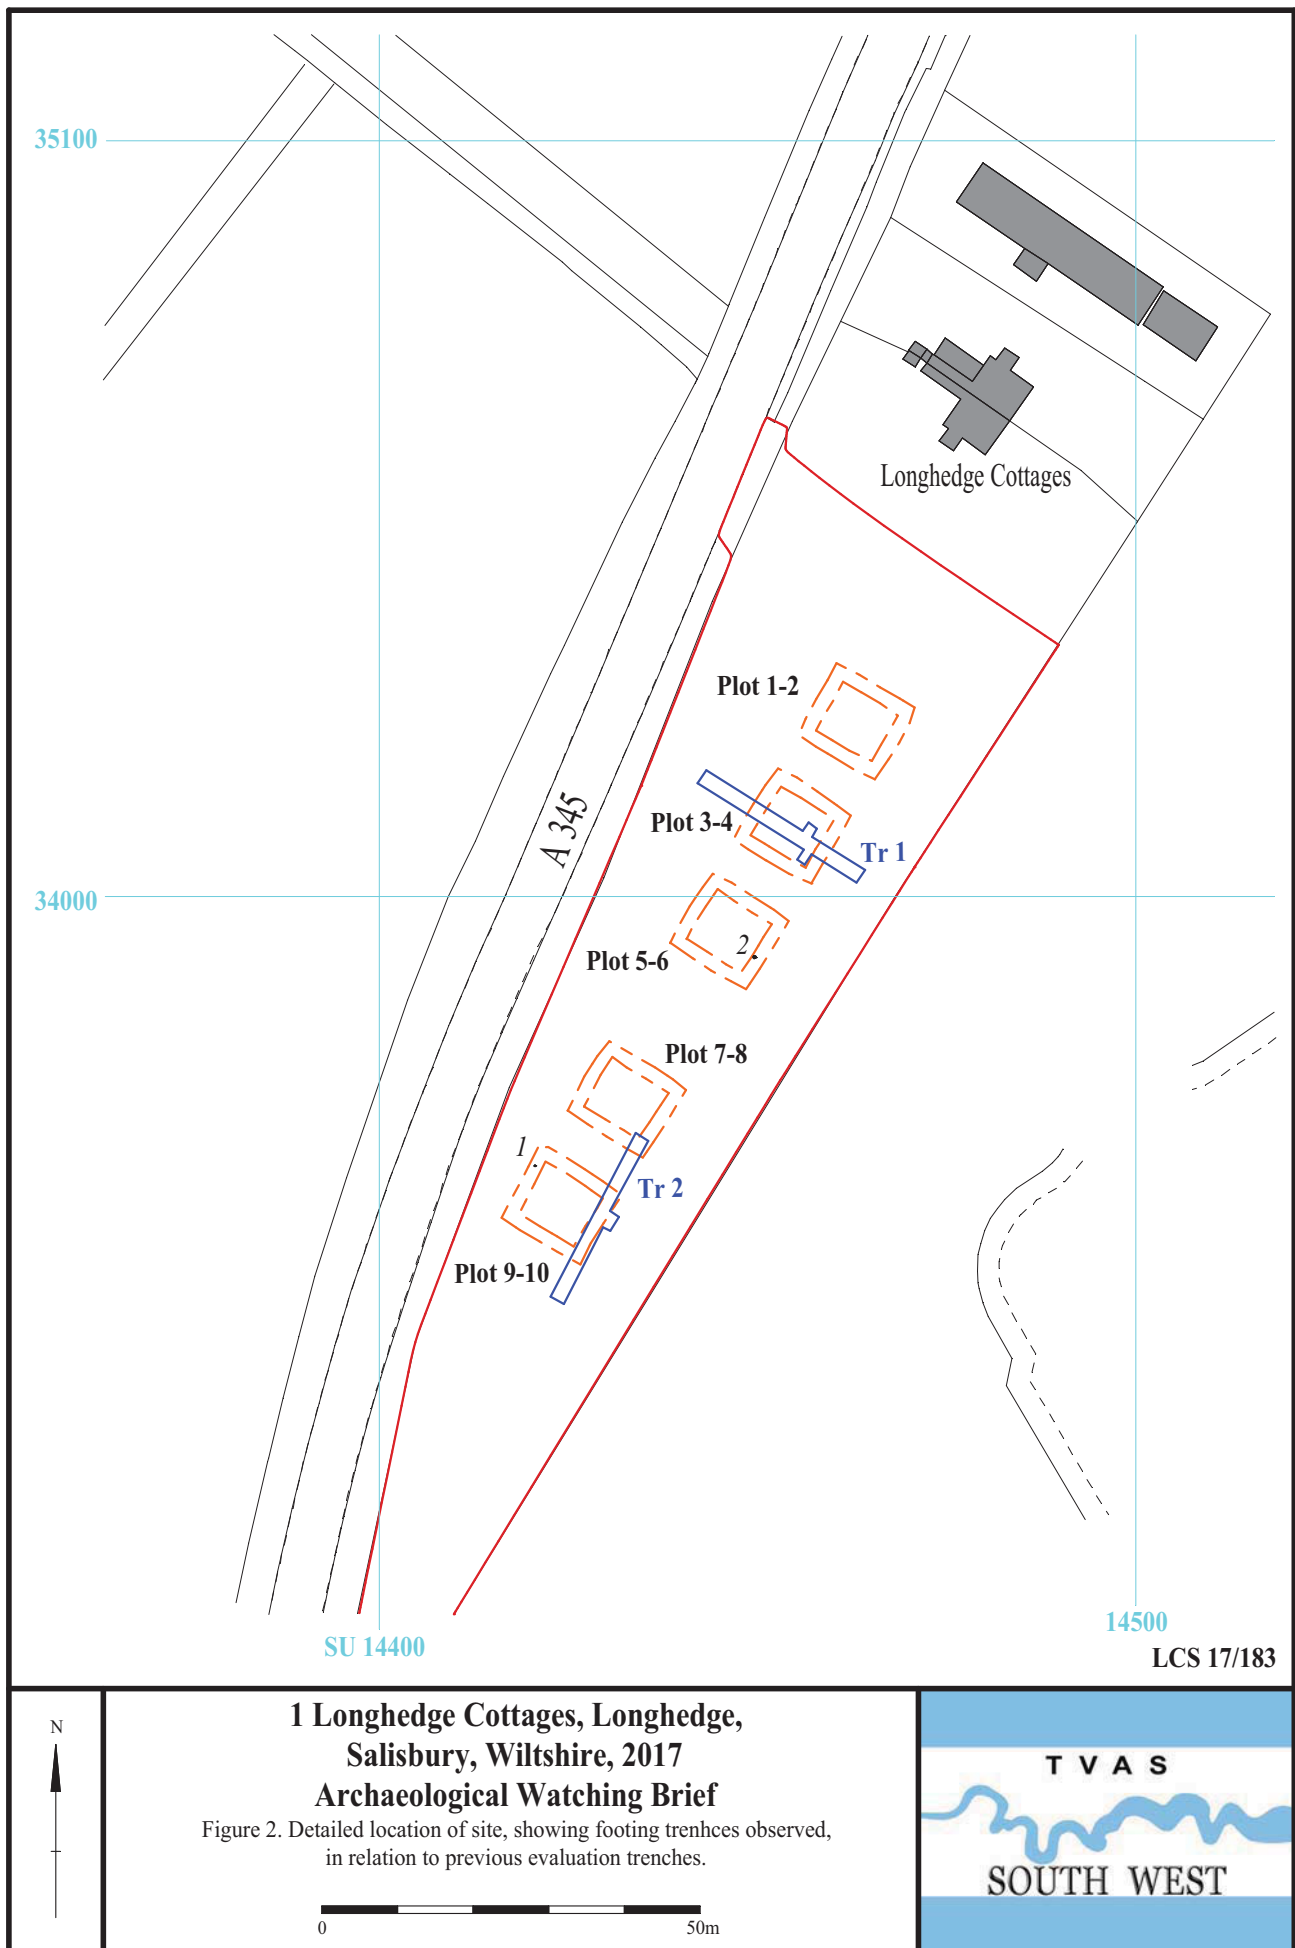 35100
Longhedge Cottages
Plot 1-2
A 345
Plot 3-4
Tr 1
34000
2
Plot 5-6
Plot 7-8
1
Tr 2
Plot 9-10
SU 14400
14500
LCS 17/183
N
1 Longhedge Cottages, Longhedge,
Salisbury, Wiltshire, 2017
Archaeological Watching Brief
Figure 2. Detailed location of site, showing footing trenhces observed,
in relation to previous evaluation trenches.
0
50m
TVAS
SOUTH WEST